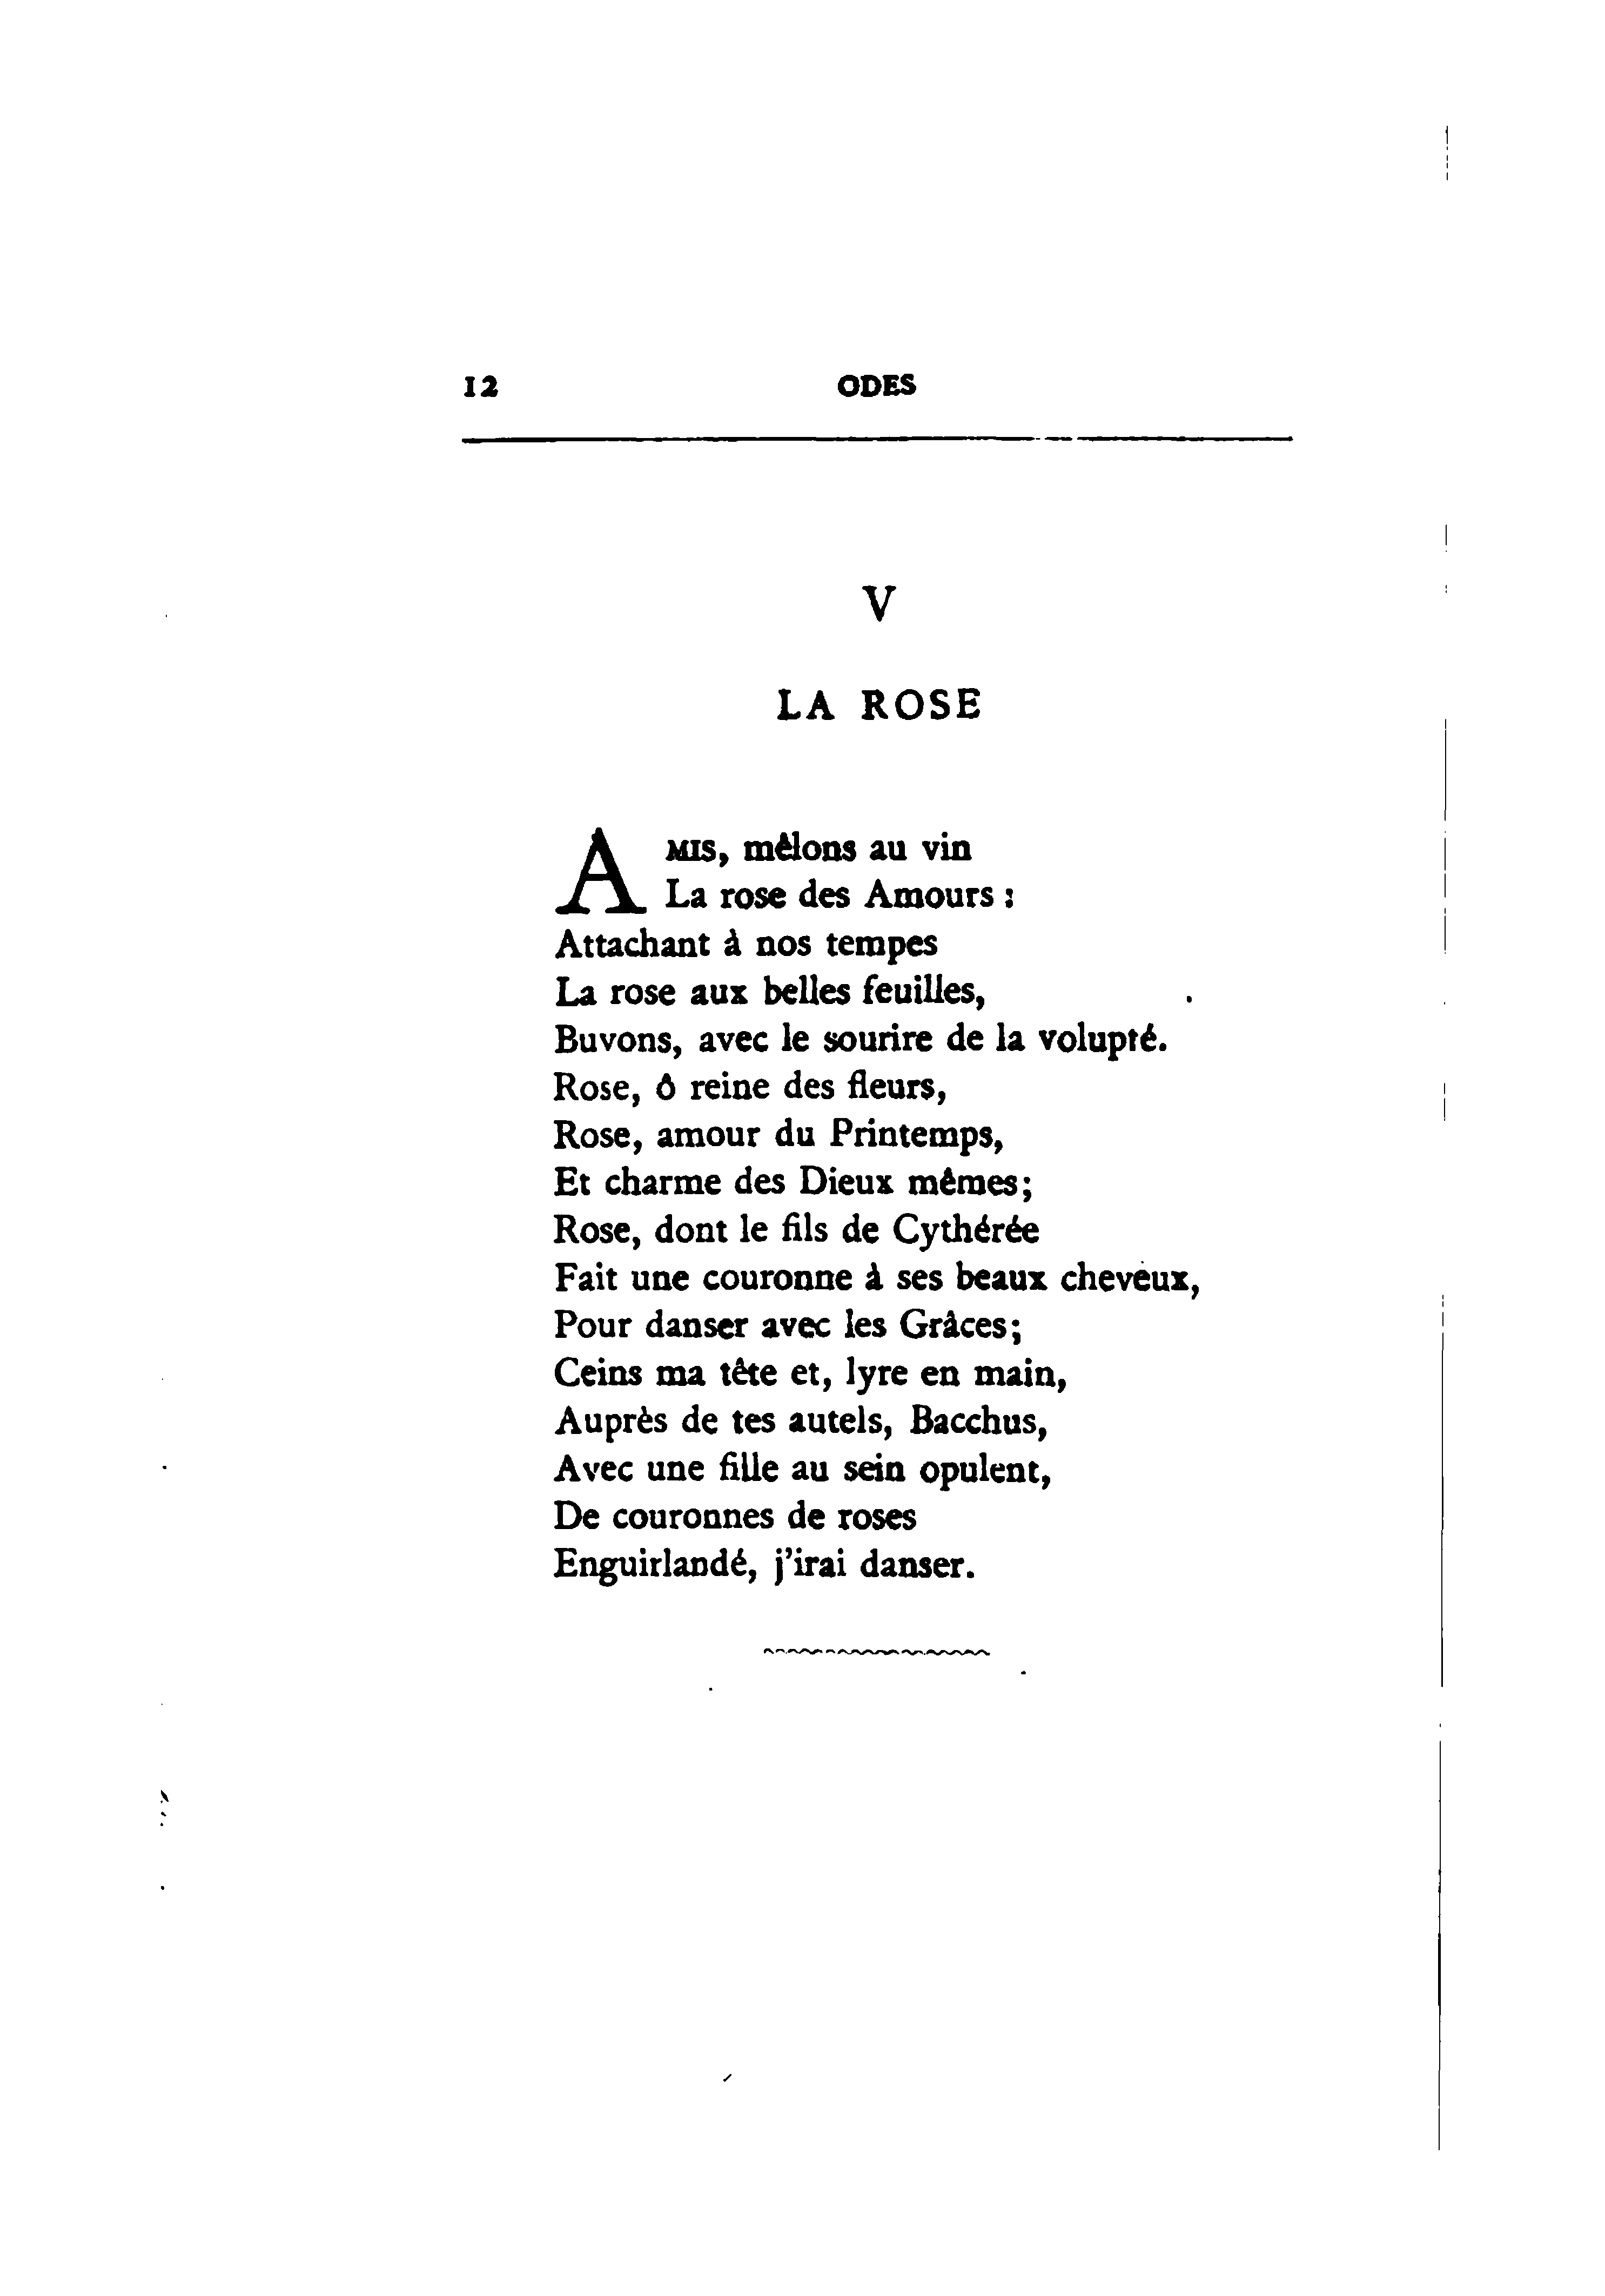 12 ODES
V
LA ROSE
AMIS, mêlons au vin
La rose des Amours :
Attachant à nos tempes
La rose aux belles feuilles,
Buvons, avec le sourire de la volupté.
Rose, ô reine des fleurs,
Rose, amour du Printemps,
Et charme des Dieux mêmes;
Rose, dont le fils de Cythérée
Fait une couronne à ses beaux cheveux,
Pour danser avec les Grâces;
Ceins ma tête et, lyre en main,
Auprès de tes autels, Bacchus,
Avec une fille au sein opulent,
De couronnes de roses
Enguirlandé, j'irai danser.